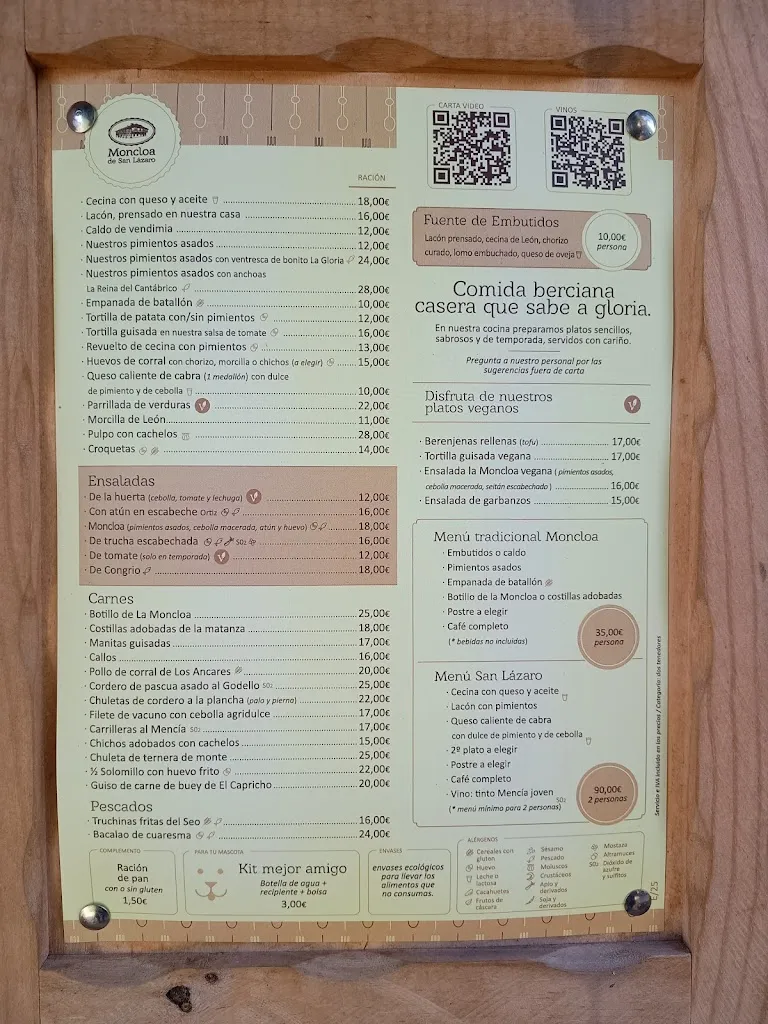 Moncloa
de San Lázaro
RACIÓN
· Cecina con queso y aceite 18,00€
· Lacón, prensado en nuestra casa 16,00€
· Caldo de vendimia 12,00€
· Nuestros pimientos asados 12,00€
· Nuestros pimientos asados con ventresca de bonito La Gloria 24,00€
· Nuestros pimientos asados con anchoas
La Reina del Cantábrico 28,00€
· Empanada de batallón 10,00€
· Tortilla de patata con/sin pimientos 12,00€
· Tortilla guisada en nuestra salsa de tomate 16,00€
· Revuelto de cecina con pimientos 13,00€
· Huevos de corral con chorizo, morcilla o chichos (a elegir) 15,00€
· Queso caliente de cabra (1 medallón) con dulce
de pimiento y de cebolla 10,00€
· Parrillada de verduras 22,00€
· Morcilla de León 11,00€
· Pulpo con cachelos 28,00€
· Croquetas 14,00€
Ensaladas
· De la huerta (cebolla, tomate y lechuga) 12,00€
· Con atún en escabeche Ortiz 16,00€
· Moncloa (pimientos asados, cebolla macerada, atún y huevo) 18,00€
· De trucha escabechada SO2 16,00€
· De tomate (solo en temporada) 12,00€
· De Congrio 18,00€
Carnes
· Botillo de La Moncloa 25,00€
· Costillas adobadas de la matanza 18,00€
· Manitas guisadas 17,00€
· Callos 16,00€
· Pollo de corral de Los Ancares 20,00€
· Cordero de pascua asado al Godello SO2 25,00€
· Chuletas de cordero a la plancha (palo y pierna) 22,00€
· Filete de vacuno con cebolla agridulce 17,00€
· Carrilleras al Mencía SO2 17,00€
· Chichos adobados con cachelos 15,00€
· Chuleta de ternera de monte 25,00€
· ½ Solomillo con huevo frito 22,00€
· Guiso de carne de buey de El Capricho 20,00€
Pescados
· Truchinas fritas del Seo 16,00€
· Bacalao de cuaresma 24,00€
COMPLEMENTO
Ración
de pan
con o sin gluten
1,50€
PARA TU MASCOTA
Kit mejor amigo
Botella de agua +
recipiente + bolsa
3,00€
ENVASES
envases ecológicos
para llevar los
alimentos que
no consumas.
CARTA VIDEO
VINOS
Fuente de Embutidos
Lacón prensado, cecina de León, chorizo
curado, lomo embuchado, queso de oveja
10,00€
persona
Comida berciana
casera que sabe a gloria.
En nuestra cocina preparamos platos sencillos,
sabrosos y de temporada, servidos con cariño.
Pregunta a nuestro personal por las
sugerencias fuera de carta
Disfruta de nuestros
platos veganos
· Berenjenas rellenas (tofu) 17,00€
· Tortilla guisada vegana 17,00€
· Ensalada la Moncloa vegana ( pimientos asados,
cebolla macerada, seitán escabechado ) 16,00€
· Ensalada de garbanzos 15,00€
Menú tradicional Moncloa
· Embutidos o caldo
· Pimientos asados
· Empanada de batallón
· Botillo de la Moncloa o costillas adobadas
· Postre a elegir
· Café completo
(* bebidas no incluidas)
35,00€
persona
Menú San Lázaro
· Cecina con queso y aceite
· Lacón con pimientos
· Queso caliente de cabra
con dulce de pimiento y de cebolla
· 2º plato a elegir
· Postre a elegir
· Café completo
· Vino: tinto Mencía joven SO2
(* menú mínimo para 2 personas)
90,00€
2 personas
Servicio e IVA incluido en los precios / Categoría: dos tenedores
ALÉRGENOS
Cereales con
gluten
Huevo
Leche o
lactosa
Cacahuetes
Frutos de
cáscara
Sésamo
Pescado
Moluscos
Crustáceos
Apio y
derivados
Soja y
derivados
Mostaza
Altramuces
SO2 Dióxido de
azufre
y sulfitos
E/25